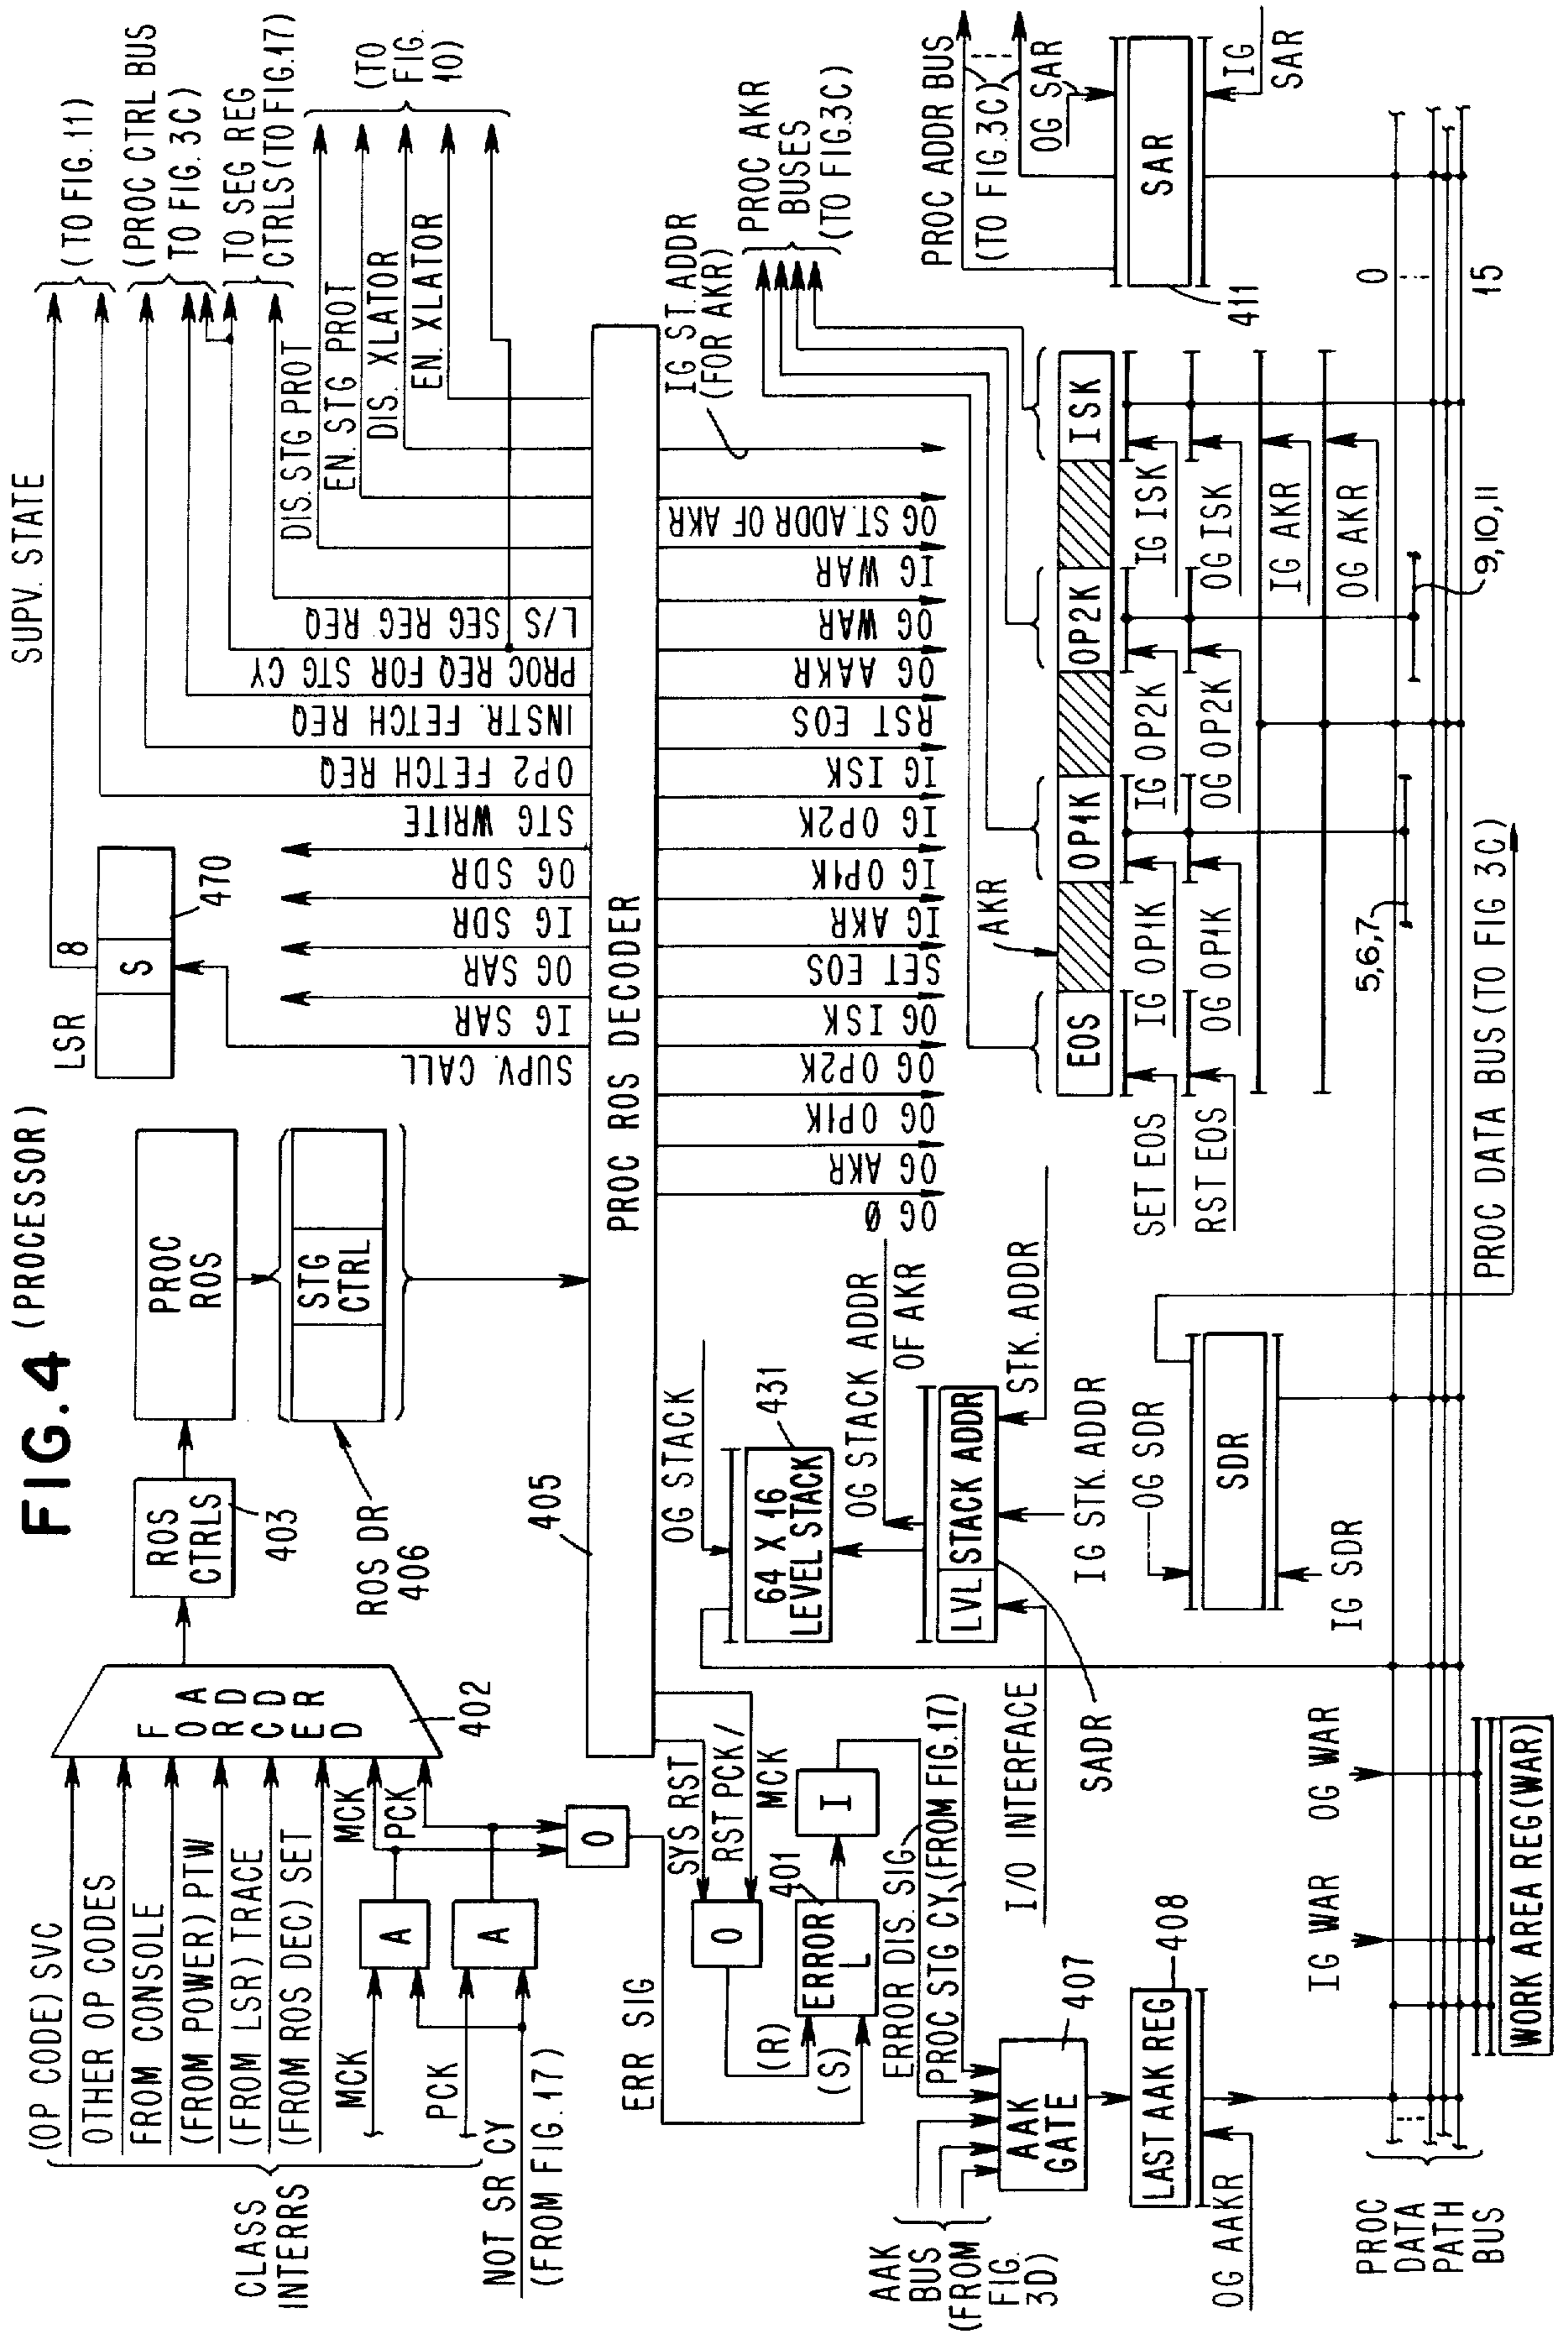 FIG. 4 (PROCESSOR)
(OP CODE) SVC
OTHER OP CODES
FROM CONSOLE
(FROM POWER) PTW
(FROM LSR) TRACE
(FROM ROS DEC) SET
CLASS
INTERRS
MCK
PCK
NOT SR CY
(FROM FIG. 17)
A
A
MCK
PCK
FORCED
ADDR
402
ROS
CTRLS
403
PROC
ROS
STG
CTRL
ROS DR
406
LSR
S
8
470
SUPV. STATE
(TO FIG. 11)
(PROC CTRL BUS
TO FIG. 3C)
TO SEG REG
CTRLS (TO FIG. 17)
(TO
FIG.
10)
DIS. STG PROT
EN. STG PROT
DIS. XLATOR
EN. XLATOR
SUPV. CALL
IG SAR
OG SAR
IG SDR
OG SDR
STG WRITE
OP2 FETCH REQ
INSTR. FETCH REQ
PROC REQ FOR STG CY
L/S SEG REG REQ
405
PROC ROS DECODER
OG Ø
OG AKR
OG OP1K
OG OP2K
OG ISK
SET EOS
IG AKR
IG OP1K
IG OP2K
IG ISK
RST EOS
OG AAKR
OG WAR
IG WAR
OG ST. ADDR OF AKR
IG ST. ADDR
(FOR AKR)
O
ERR SIG
SYS RST
RST PCK/
MCK
O
(R)
(S)
401
ERROR
L
I
ERROR DIS. SIG
PROC STG CY. (FROM FIG. 17)
AAK
BUS
(FROM
FIG.
3D)
AAK
GATE
407
LAST AAK REG
408
OG AAKR
OG STACK
64 X 16
LEVEL STACK
431
OG STACK ADDR
OF AKR
LVL
STACK ADDR
STK. ADDR
IG STK. ADDR
I/O INTERFACE
SADR
OG SDR
SDR
IG SDR
PROC DATA BUS (TO FIG 3C)
AKR
EOS
OP1K
OP2K
ISK
SET EOS
RST EOS
IG OP1K
OG OP1K
IG OP2K
OG OP2K
IG ISK
OG ISK
IG AKR
OG AKR
5,6,7
9,10,11
PROC AKR
BUSES
(TO FIG. 3C)
PROC ADDR BUS
(TO FIG. 3C)
OG SAR
SAR
411
IG
SAR
0
15
PROC
DATA
PATH
BUS
IG WAR
OG WAR
WORK AREA REG (WAR)